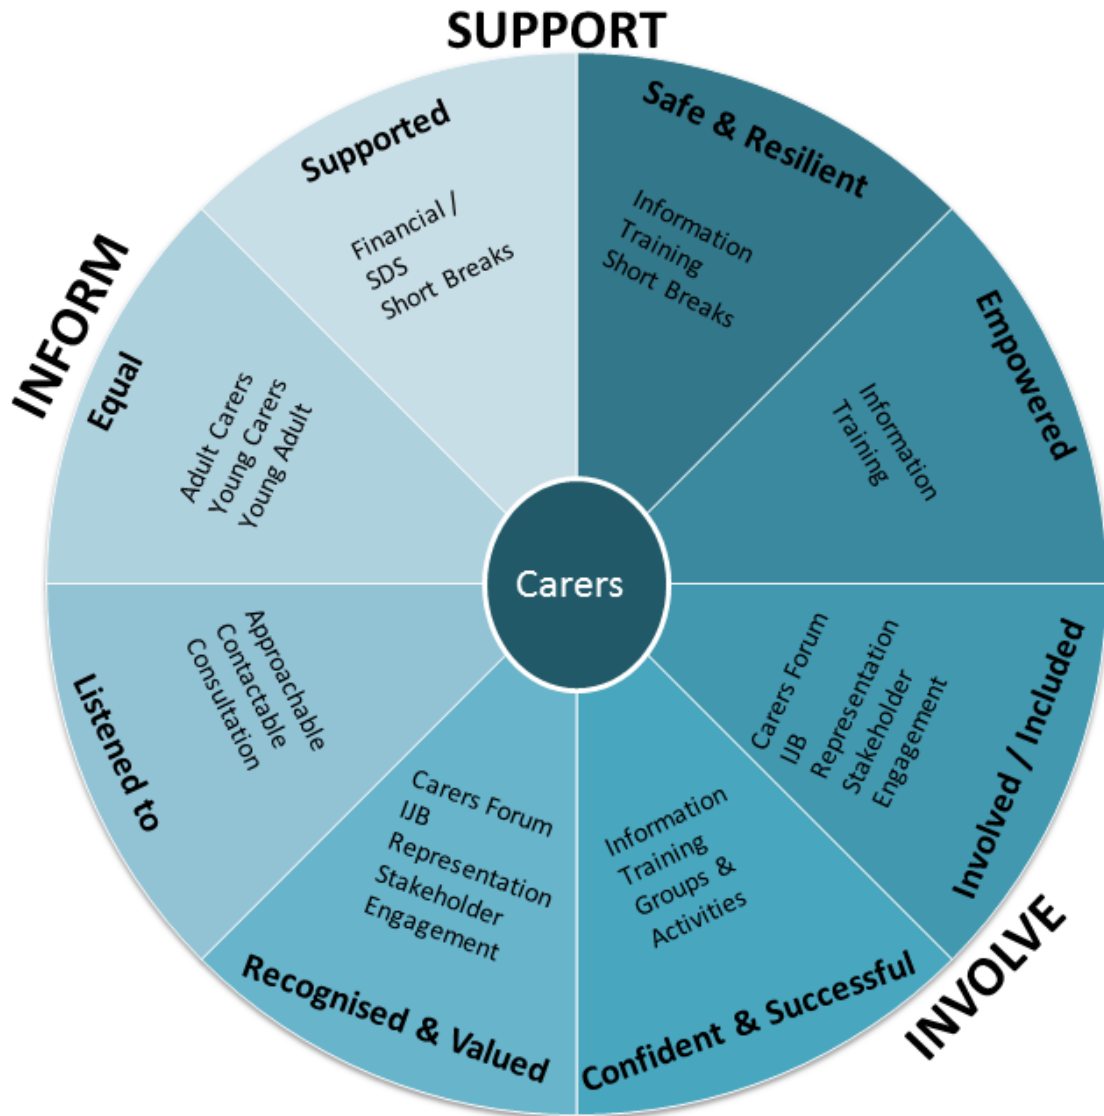 SUPPORT
Safe & Resilient
Information
Training
Short Breaks
Empowered
Information
Training
Involved / Included
Carers Forum
IJB
Representation
Stakeholder
Engagement
INVOLVE
Confident & Successful
Information
Training
Groups &
Activities
Recognised & Valued
Carers Forum
IJB
Representation
Stakeholder
Engagement
Listened to
Approachable
Contactable
Consultation
INFORM
Equal
Adult Carers
Young Carers
Young Adult
Supported
Financial /
SDS
Short Breaks
Carers